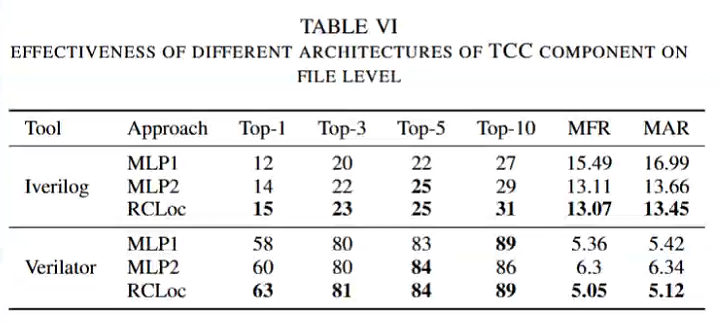 TABLE VI
EFFECTIVENESS OF DIFFERENT ARCHITECTURES OF TCC COMPONENT ON
FILE LEVEL
Tool Approach Top-1 Top-3 Top-5 Top-10 MFR MAR
MLP1 12 20 22 27 15.49 16.99
Iverilog MLP2 14 22 25 29 13.11 13.66
RCLoc 15 23 25 31 13.07 13.45
MLP1 58 80 83 89 5.36 5.42
Verilator MLP2 60 80 84 86 6.3 6.34
RCLoc 63 81 84 89 5.05 5.12